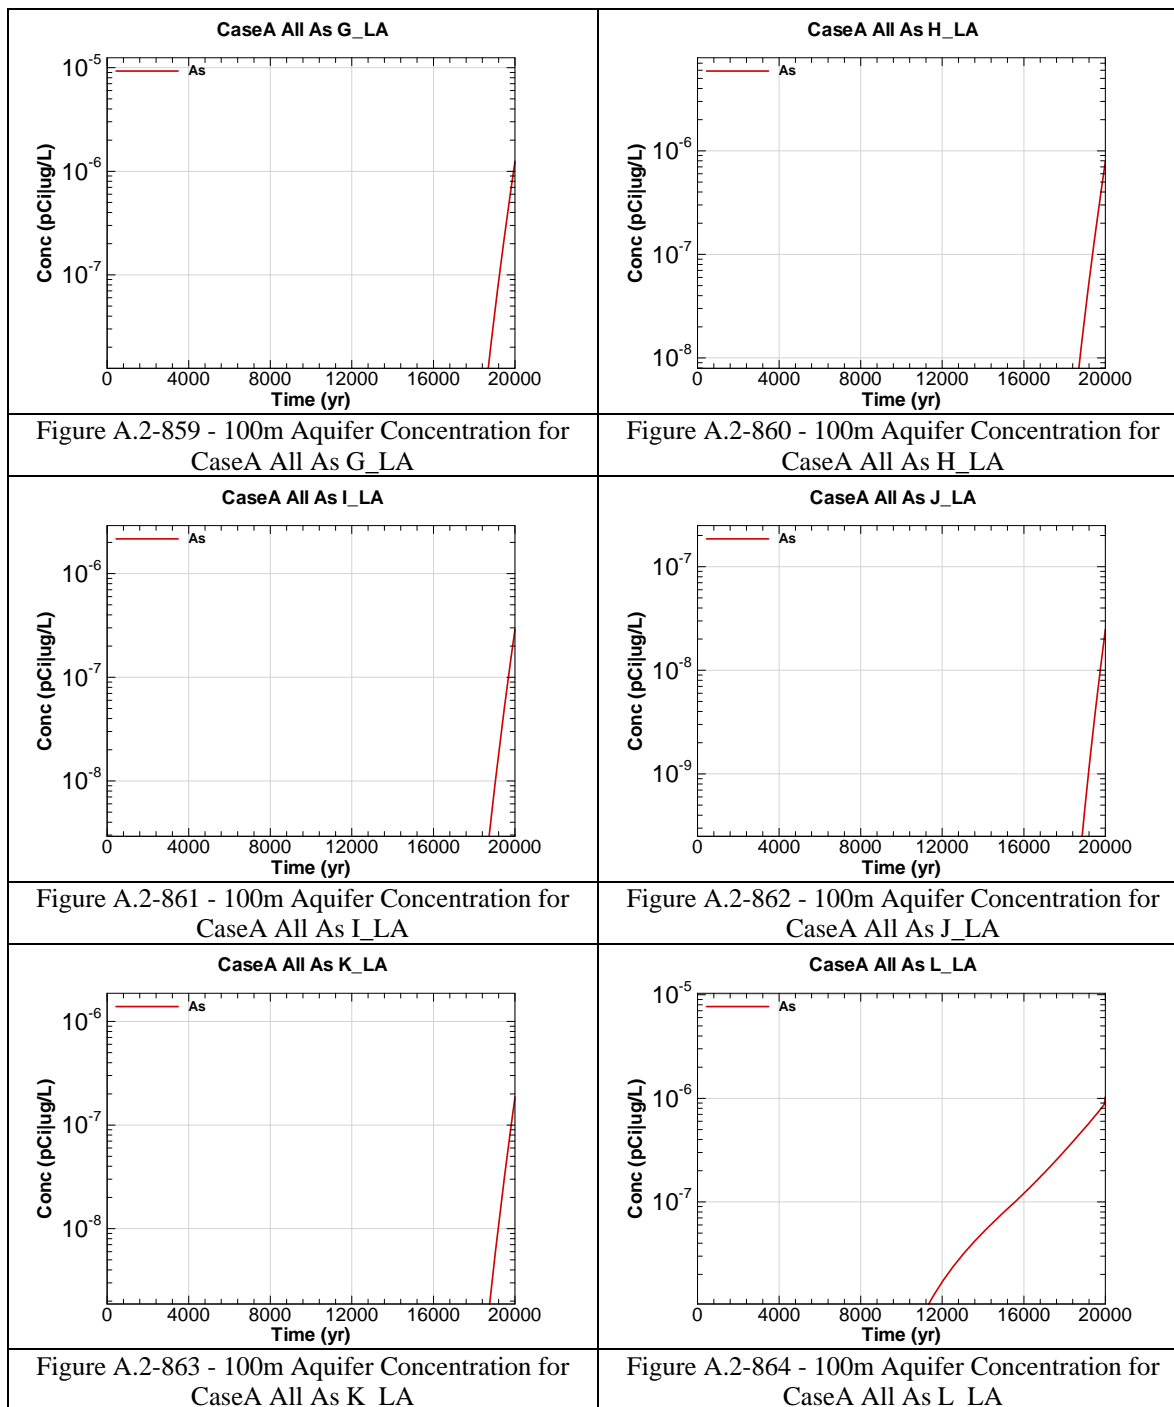 CaseA All As G_LA
As
10-5
10-6
10-7
Conc (pCi|ug/L)
0 4000 8000 12000 16000 20000
Time (yr)
Figure A.2-859 - 100m Aquifer Concentration for
CaseA All As G_LA
CaseA All As H_LA
As
10-6
10-7
10-8
Conc (pCi|ug/L)
0 4000 8000 12000 16000 20000
Time (yr)
Figure A.2-860 - 100m Aquifer Concentration for
CaseA All As H_LA
CaseA All As I_LA
As
10-6
10-7
10-8
Conc (pCi|ug/L)
0 4000 8000 12000 16000 20000
Time (yr)
Figure A.2-861 - 100m Aquifer Concentration for
CaseA All As I_LA
CaseA All As J_LA
As
10-7
10-8
10-9
Conc (pCi|ug/L)
0 4000 8000 12000 16000 20000
Time (yr)
Figure A.2-862 - 100m Aquifer Concentration for
CaseA All As J_LA
CaseA All As K_LA
As
10-6
10-7
10-8
Conc (pCi|ug/L)
0 4000 8000 12000 16000 20000
Time (yr)
Figure A.2-863 - 100m Aquifer Concentration for
CaseA All As K_LA
CaseA All As L_LA
As
10-5
10-6
10-7
Conc (pCi|ug/L)
0 4000 8000 12000 16000 20000
Time (yr)
Figure A.2-864 - 100m Aquifer Concentration for
CaseA All As L_LA